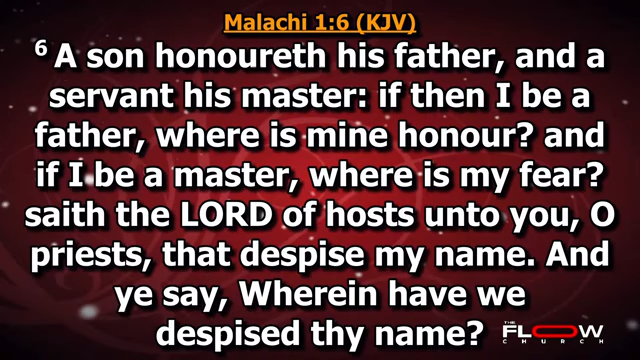 Malachi 1:6 (KJV)
6 A son honoureth his father, and a
servant his master: if then I be a
father, where is mine honour? and
if I be a master, where is my fear?
saith the LORD of hosts unto you, O
priests, that despise my name. And
ye say, Wherein have we
despised thy name?
THE
FLOW
CHURCH